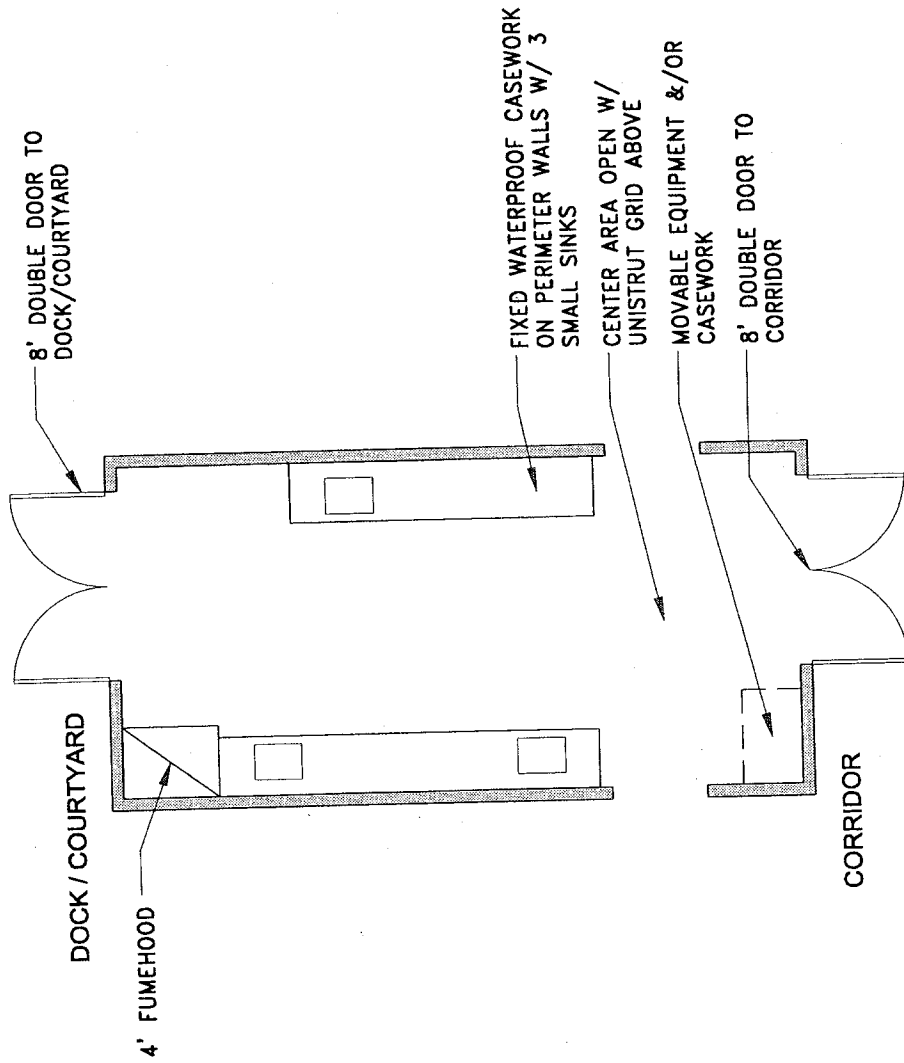 8' DOUBLE DOOR TO
DOCK/COURTYARD
DOCK / COURTYARD
4' FUMEHOOD
FIXED WATERPROOF CASEWORK
ON PERIMETER WALLS W/ 3
SMALL SINKS
CENTER AREA OPEN W/
UNISTRUT GRID ABOVE
MOVABLE EQUIPMENT &/OR
CASEWORK
8' DOUBLE DOOR TO
CORRIDOR
CORRIDOR